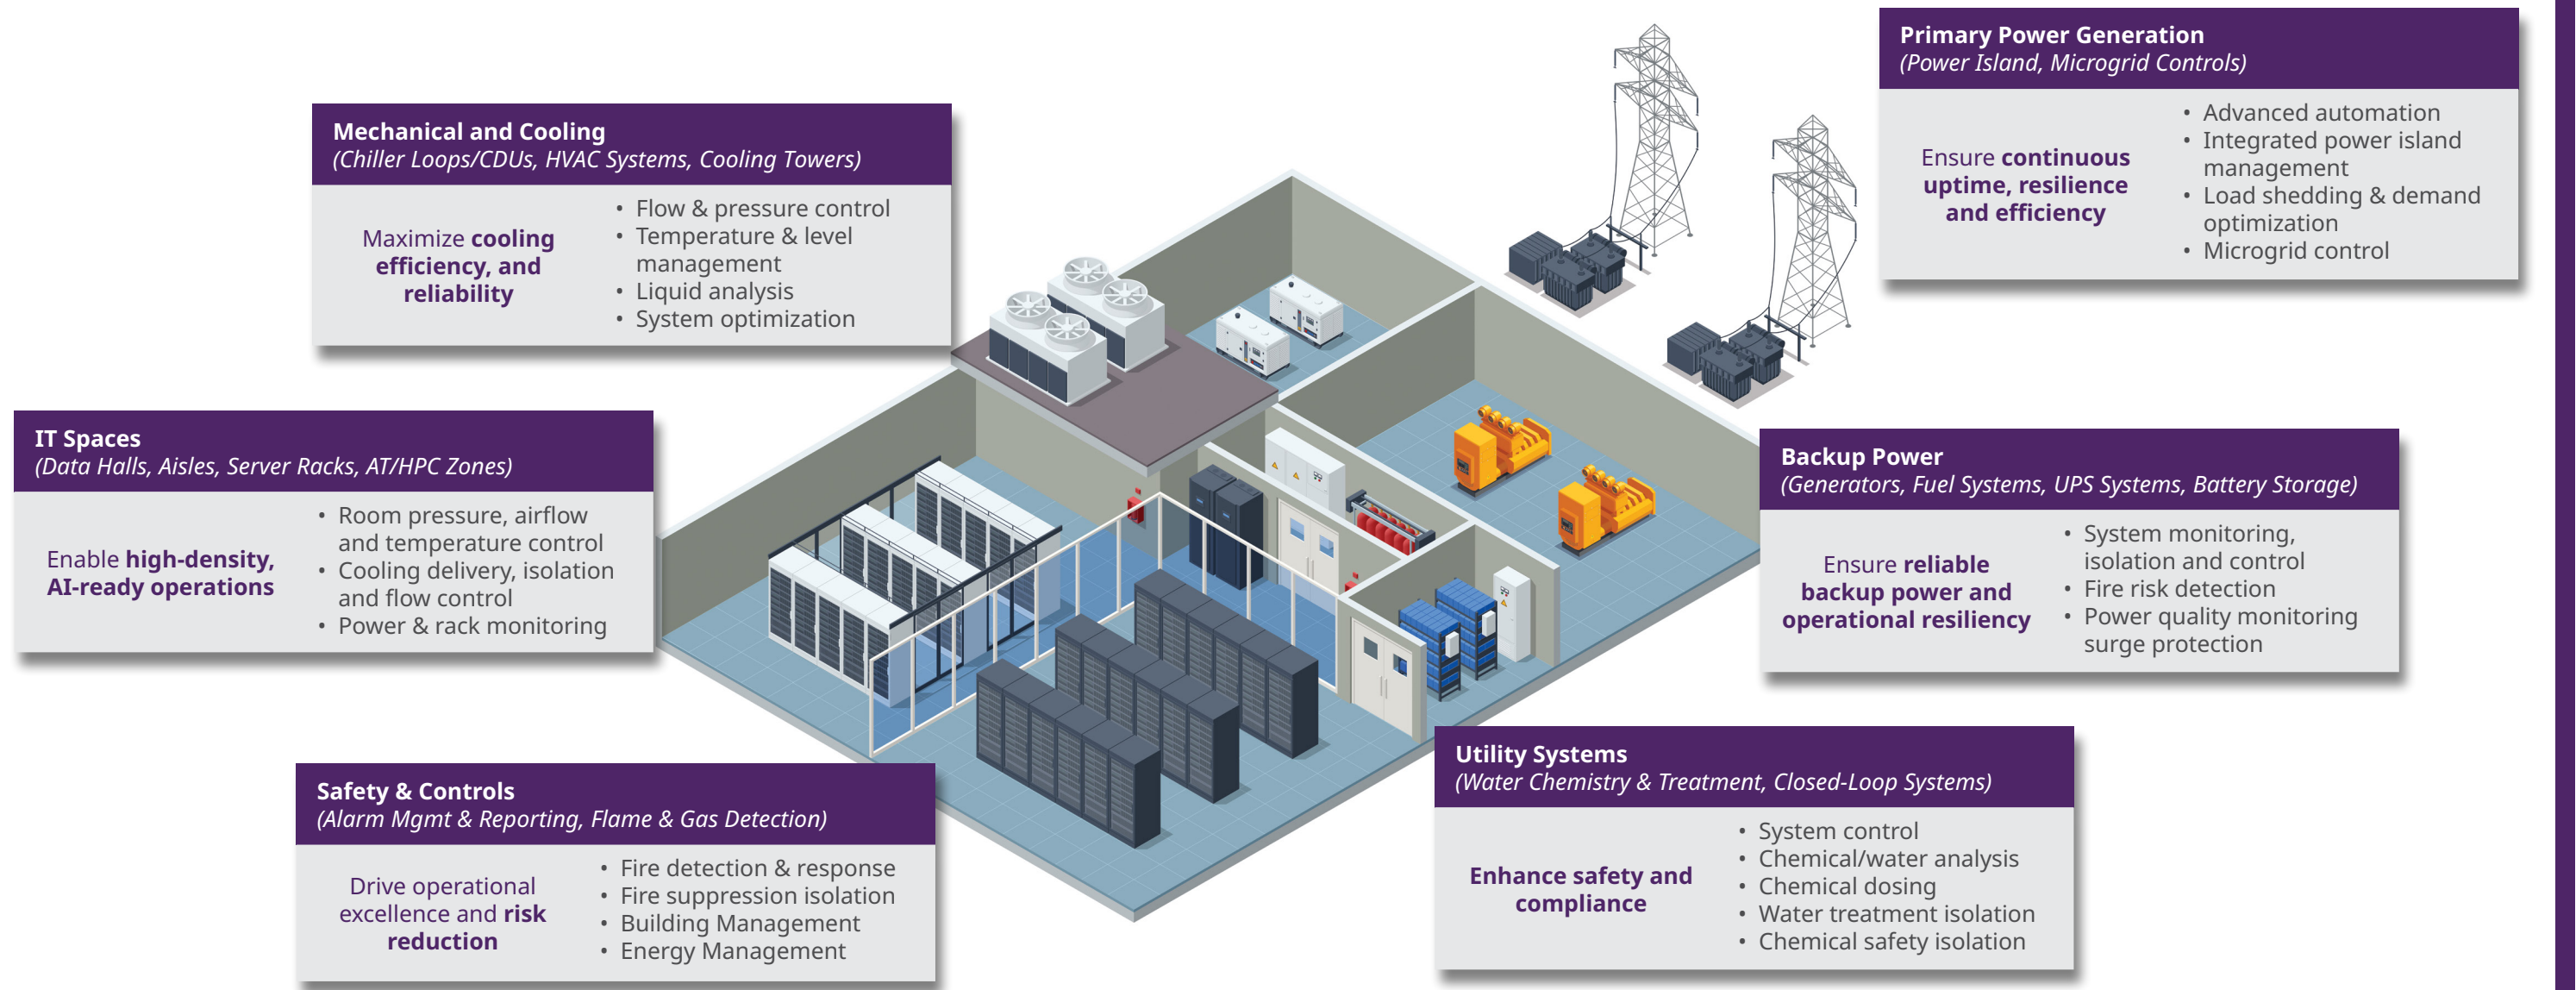 Primary Power Generation
(Power Island, Microgrid Controls)
Ensure continuous
uptime, resilience
and efficiency
• Advanced automation
• Integrated power island
management
• Load shedding & demand
optimization
• Microgrid control
Mechanical and Cooling
(Chiller Loops/CDUs, HVAC Systems, Cooling Towers)
Maximize cooling
efficiency, and
reliability
• Flow & pressure control
• Temperature & level
management
• Liquid analysis
• System optimization
IT Spaces
(Data Halls, Aisles, Server Racks, AT/HPC Zones)
Enable high-density,
AI-ready operations
• Room pressure, airflow
and temperature control
• Cooling delivery, isolation
and flow control
• Power & rack monitoring
Backup Power
(Generators, Fuel Systems, UPS Systems, Battery Storage)
Ensure reliable
backup power and
operational resiliency
• System monitoring,
isolation and control
• Fire risk detection
• Power quality monitoring
surge protection
Safety & Controls
(Alarm Mgmt & Reporting, Flame & Gas Detection)
Drive operational
excellence and risk
reduction
• Fire detection & response
• Fire suppression isolation
• Building Management
• Energy Management
Utility Systems
(Water Chemistry & Treatment, Closed-Loop Systems)
Enhance safety and
compliance
• System control
• Chemical/water analysis
• Chemical dosing
• Water treatment isolation
• Chemical safety isolation